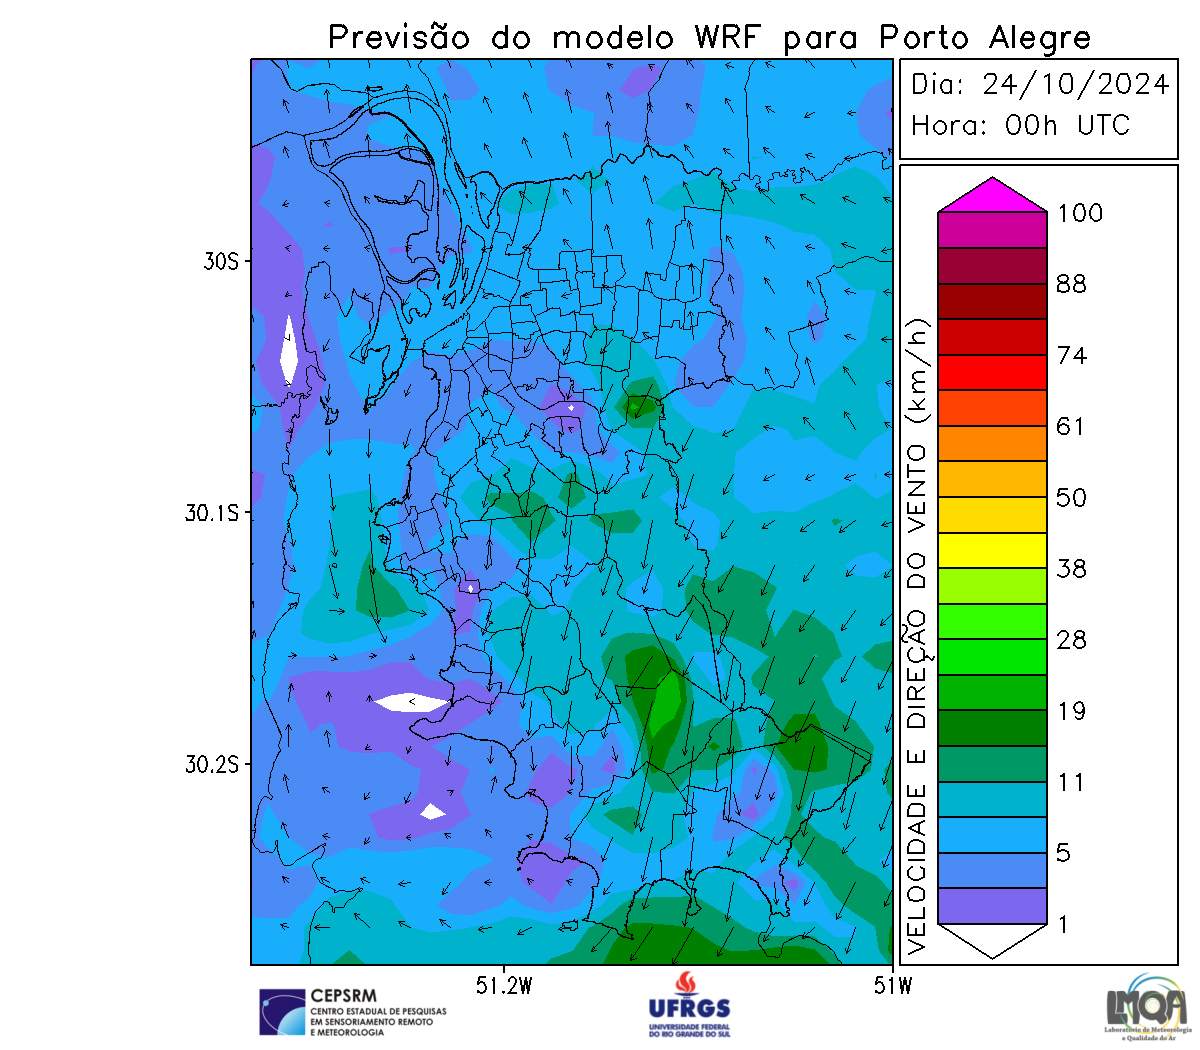 Previsão do modelo WRF para Porto Alegre
Dia: 24/10/2024
Hora: 00h UTC
30S
30.1S
30.2S
51.2W
51W
VELOCIDADE E DIREÇÃO DO VENTO (km/h)
100
88
74
61
50
38
28
19
11
5
1
CEPSRM
CENTRO ESTADUAL DE PESQUISAS
EM SENSORIAMENTO REMOTO
E METEOROLOGIA
UFRGS
UNIVERSIDADE FEDERAL
DO RIO GRANDE DO SUL
LMQA
Laboratório de Meteorologia
e Qualidade do Ar